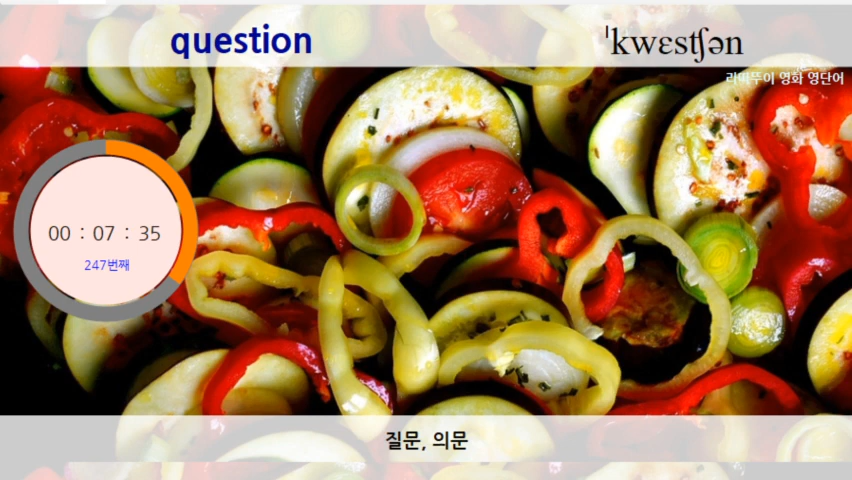 question
ˈkwɛstʃən
라미뚜이 영화 영단어
00 : 07 : 35
247번째
질문, 의문